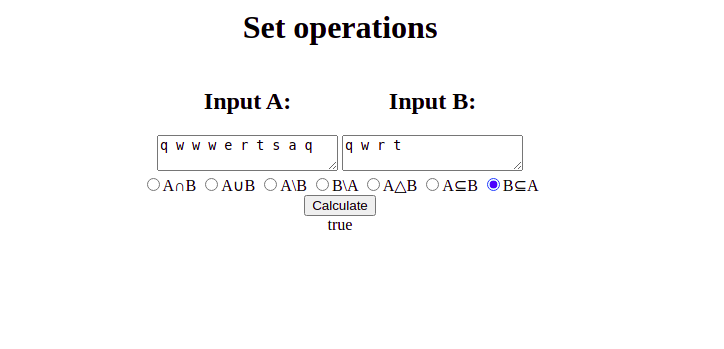 Set operations
Input A: Input B:
q w w w e r t s a q q w r t
A∩B A∪B A\B B\A A△B A⊆B B⊆A
Calculate
true